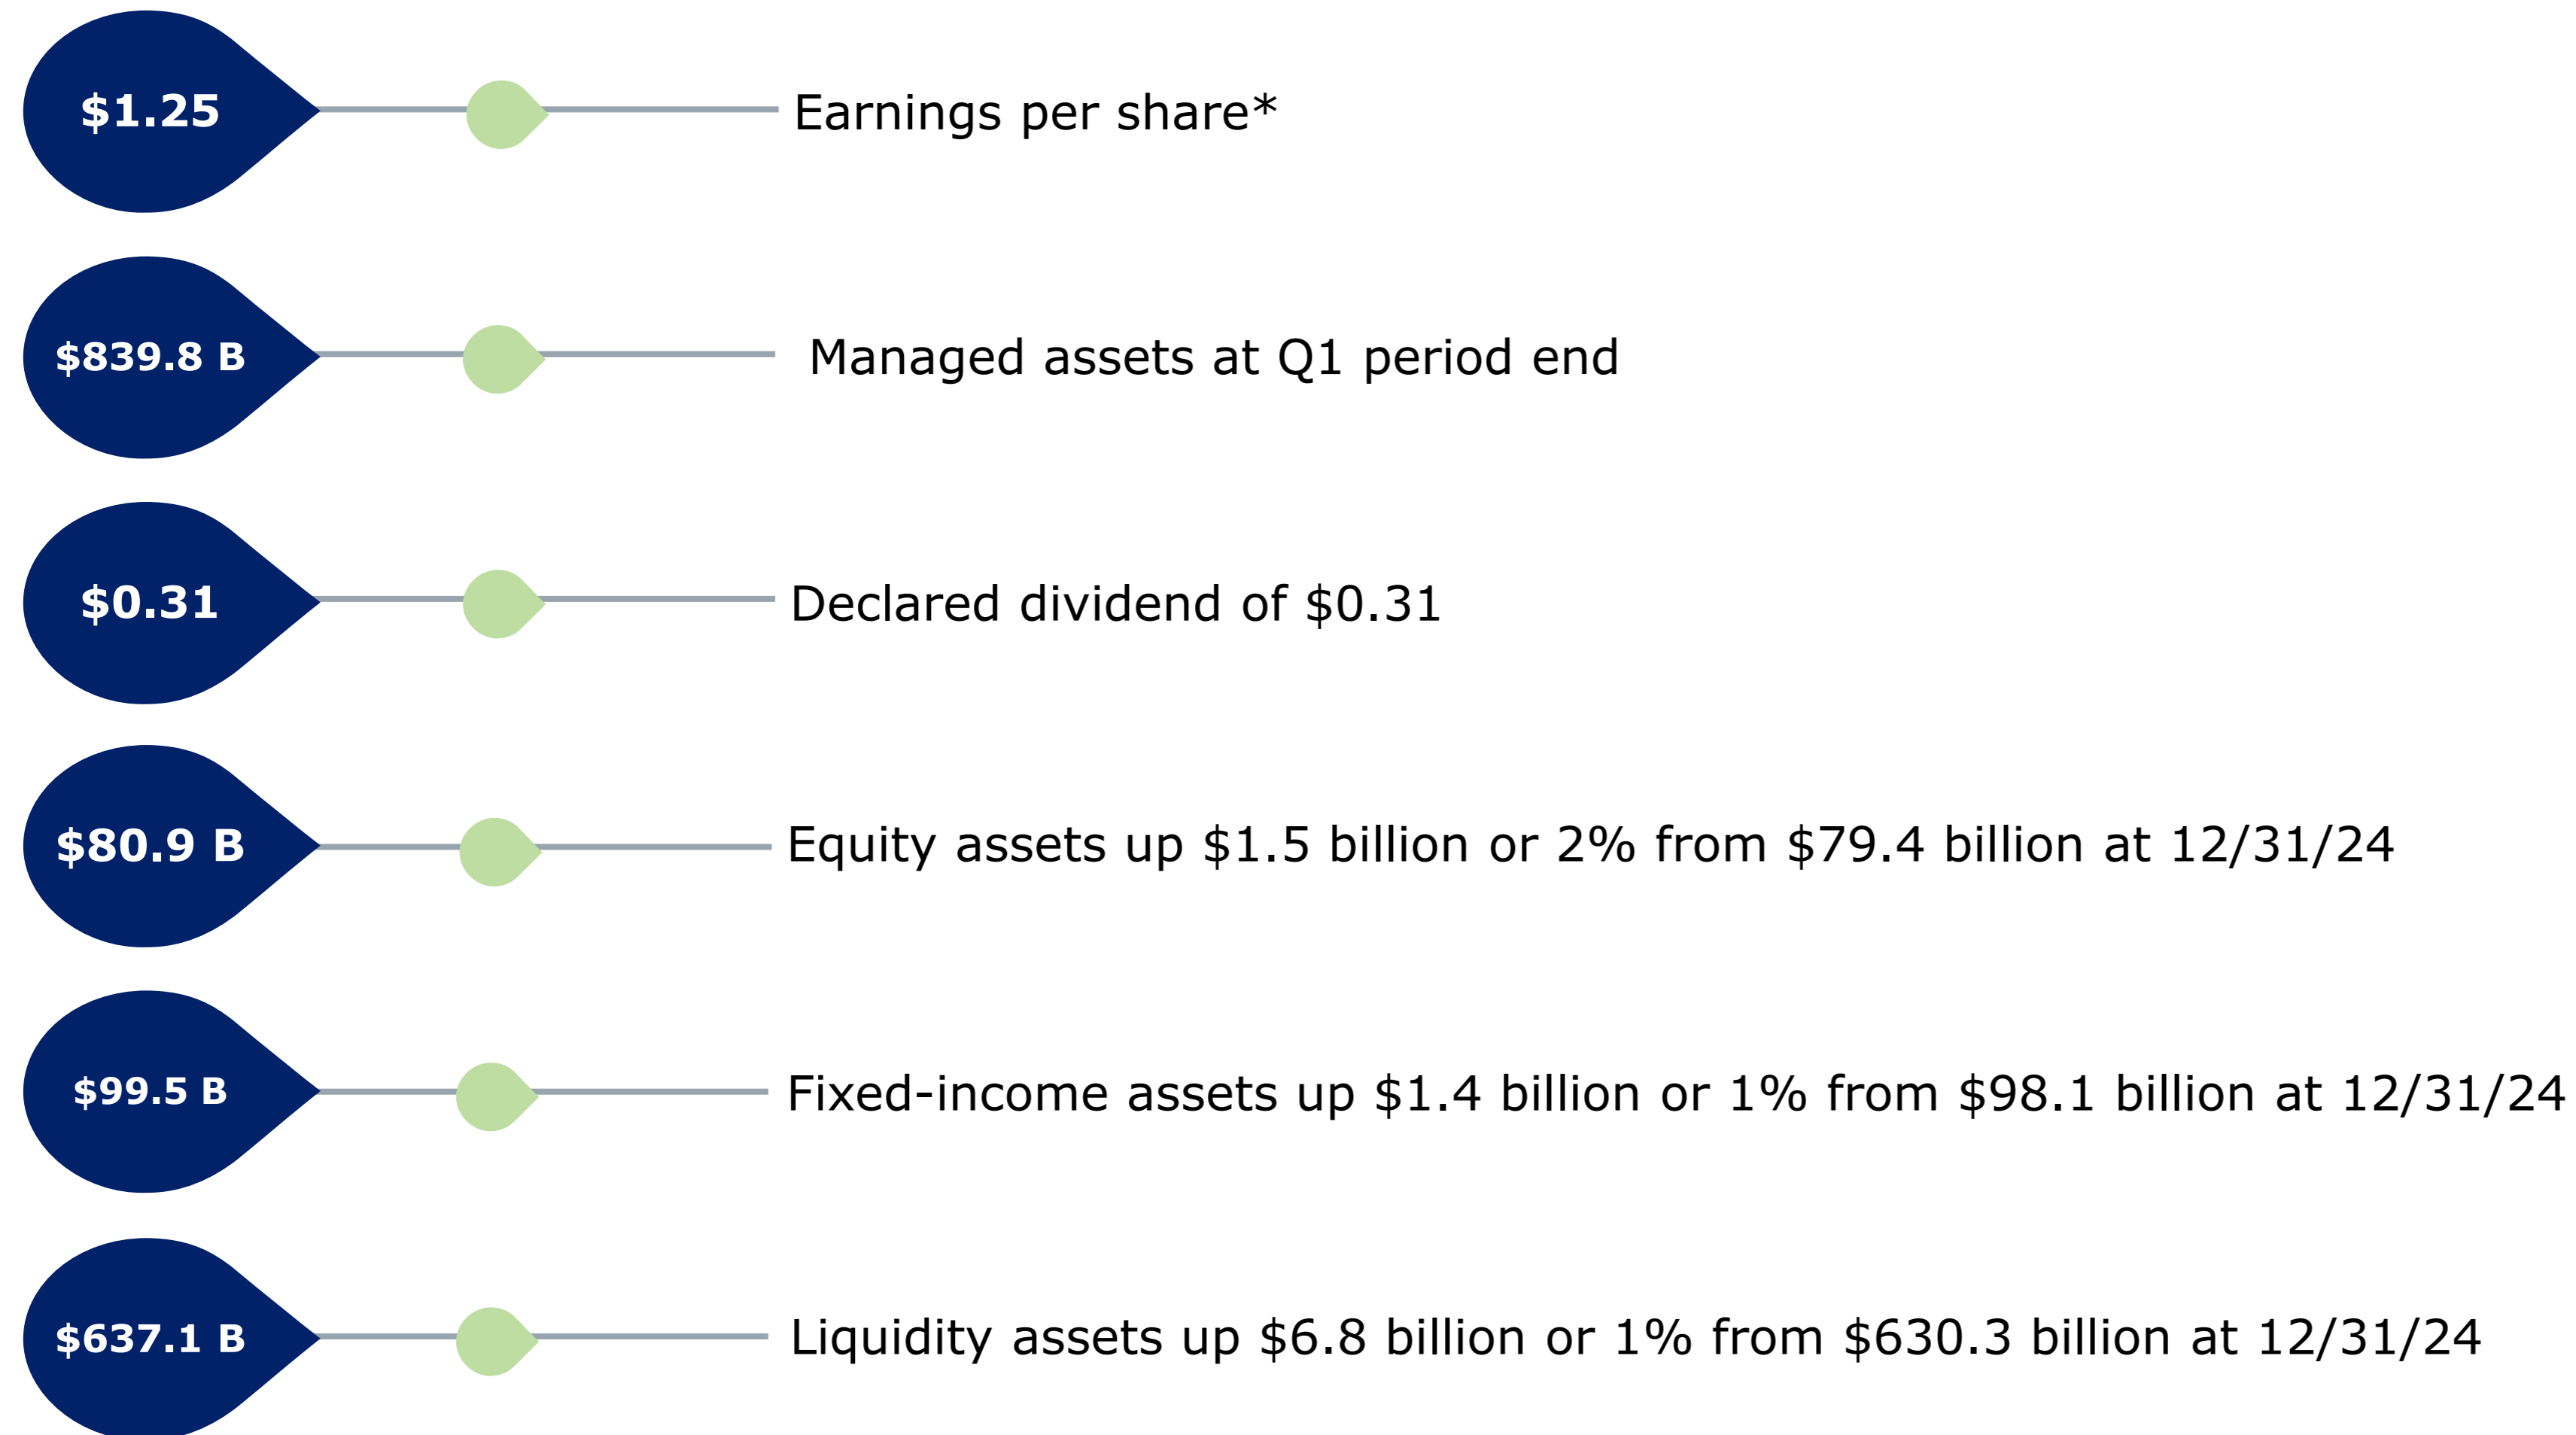 $1.25
Earnings per share*
$839.8 B
Managed assets at Q1 period end
$0.31
Declared dividend of $0.31
$80.9 B
Equity assets up $1.5 billion or 2% from $79.4 billion at 12/31/24
$99.5 B
Fixed-income assets up $1.4 billion or 1% from $98.1 billion at 12/31/24
$637.1 B
Liquidity assets up $6.8 billion or 1% from $630.3 billion at 12/31/24